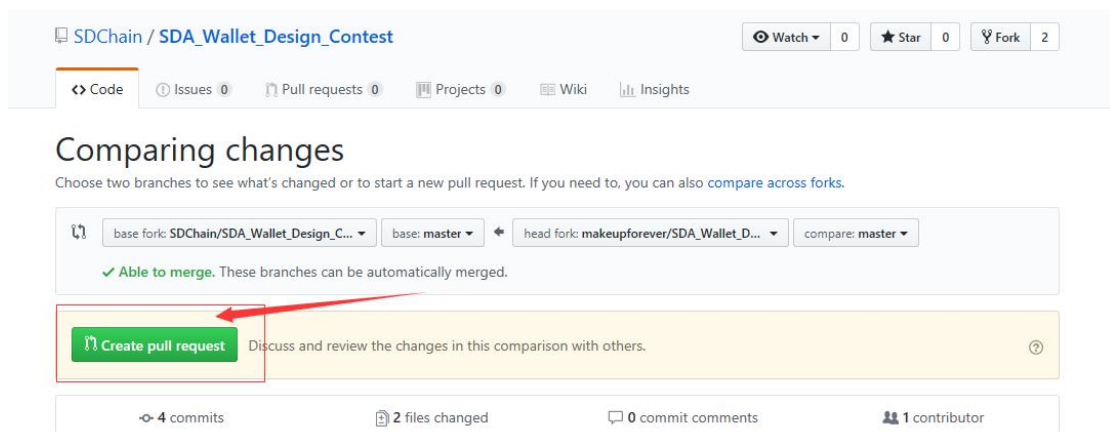 SDChain / SDA_Wallet_Design_Contest
Watch 0 Star 0 Fork 2
Code Issues 0 Pull requests 0 Projects 0 Wiki Insights
Comparing changes
Choose two branches to see what's changed or to start a new pull request. If you need to, you can also compare across forks.
base fork: SDChain/SDA_Wallet_Design_C... base: master head fork: makeupforever/SDA_Wallet_D... compare: master
Able to merge. These branches can be automatically merged.
Create pull request Discuss and review the changes in this comparison with others.
4 commits 2 files changed 0 commit comments 1 contributor